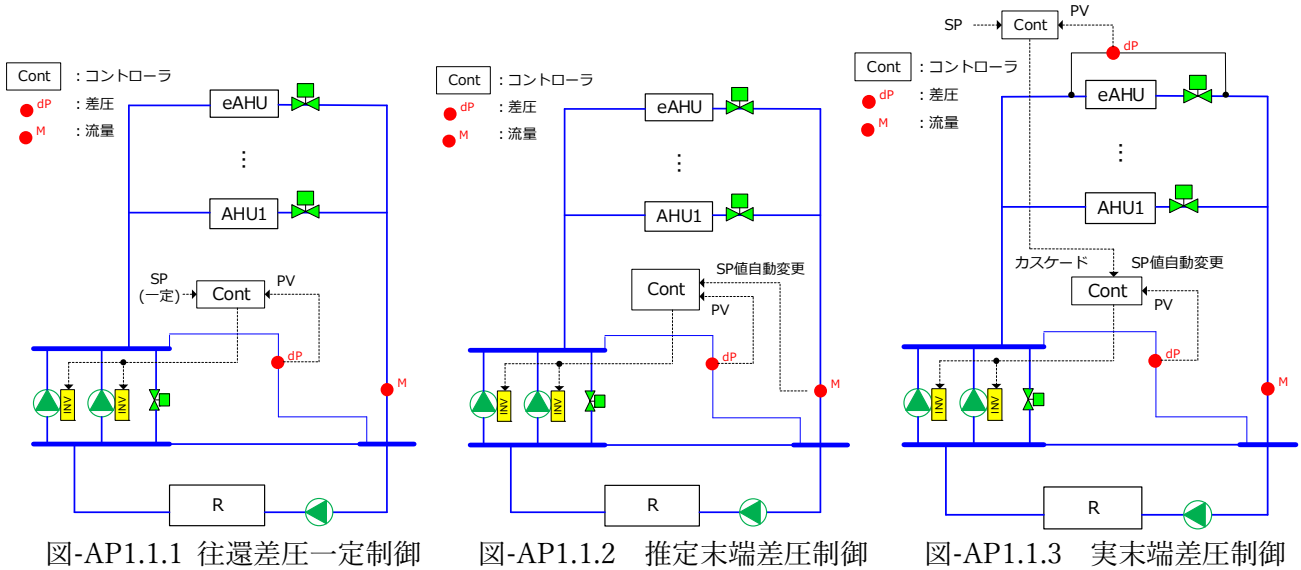 Cont ：コントローラ
dP ：差圧
M ：流量
eAHU
⋮
AHU1
SP
(一定)
Cont
PV
dP
INV
INV
M
R
図-AP1.1.1 往還差圧一定制御
Cont ：コントローラ
dP ：差圧
M ：流量
eAHU
⋮
AHU1
Cont
SP値自動変更
PV
dP
INV
INV
M
R
図-AP1.1.2 推定末端差圧制御
SP
Cont
PV
dP
Cont ：コントローラ
dP ：差圧
M ：流量
eAHU
⋮
AHU1
カスケード
SP値自動変更
Cont
PV
dP
INV
INV
M
R
図-AP1.1.3 実末端差圧制御